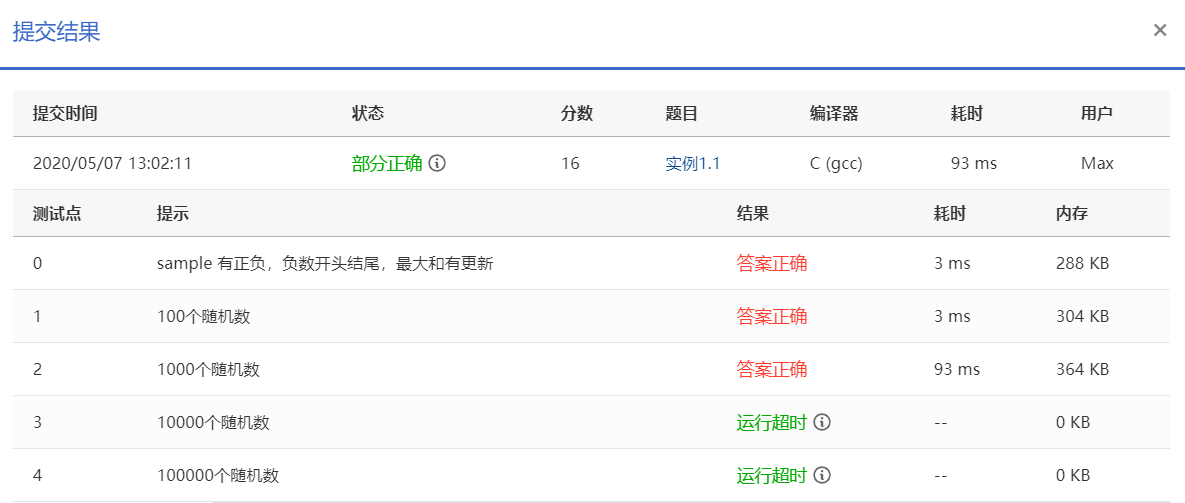 提交结果
×
提交时间 状态 分数 题目 编译器 耗时 用户
2020/05/07 13:02:11 部分正确 16 实例1.1 C (gcc) 93 ms Max
测试点 提示 结果 耗时 内存
0 sample 有正负，负数开头结尾，最大和有更新 答案正确 3 ms 288 KB
1 100个随机数 答案正确 3 ms 304 KB
2 1000个随机数 答案正确 93 ms 364 KB
3 10000个随机数 运行超时 -- 0 KB
4 100000个随机数 运行超时 -- 0 KB